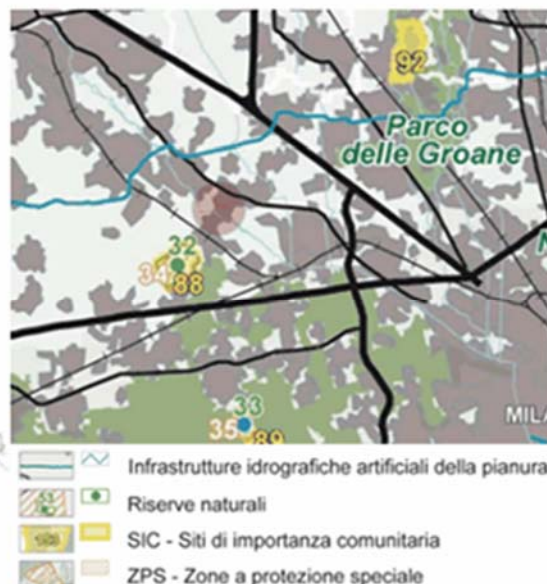 92
Parco
delle Groane
32
34
88
33
35
89
MILA
Infrastrutture idrografiche artificiali della pianura
Riserve naturali
SIC - Siti di importanza comunitaria
ZPS - Zone a protezione speciale